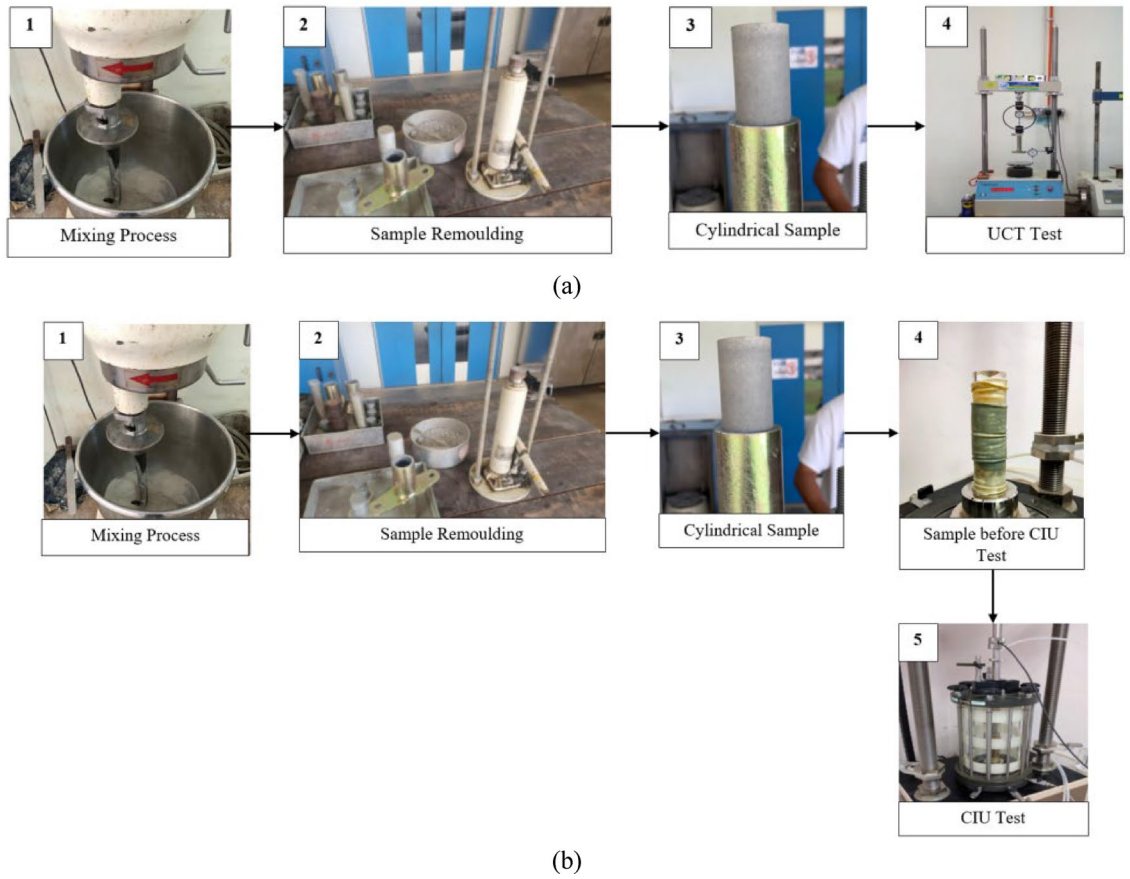 1
2
3
4
Mixing Process
Sample Remoulding
Cylindrical Sample
UCT Test
(a)
1
2
3
4
Mixing Process
Sample Remoulding
Cylindrical Sample
Sample before CIU
Test
5
CIU Test
(b)